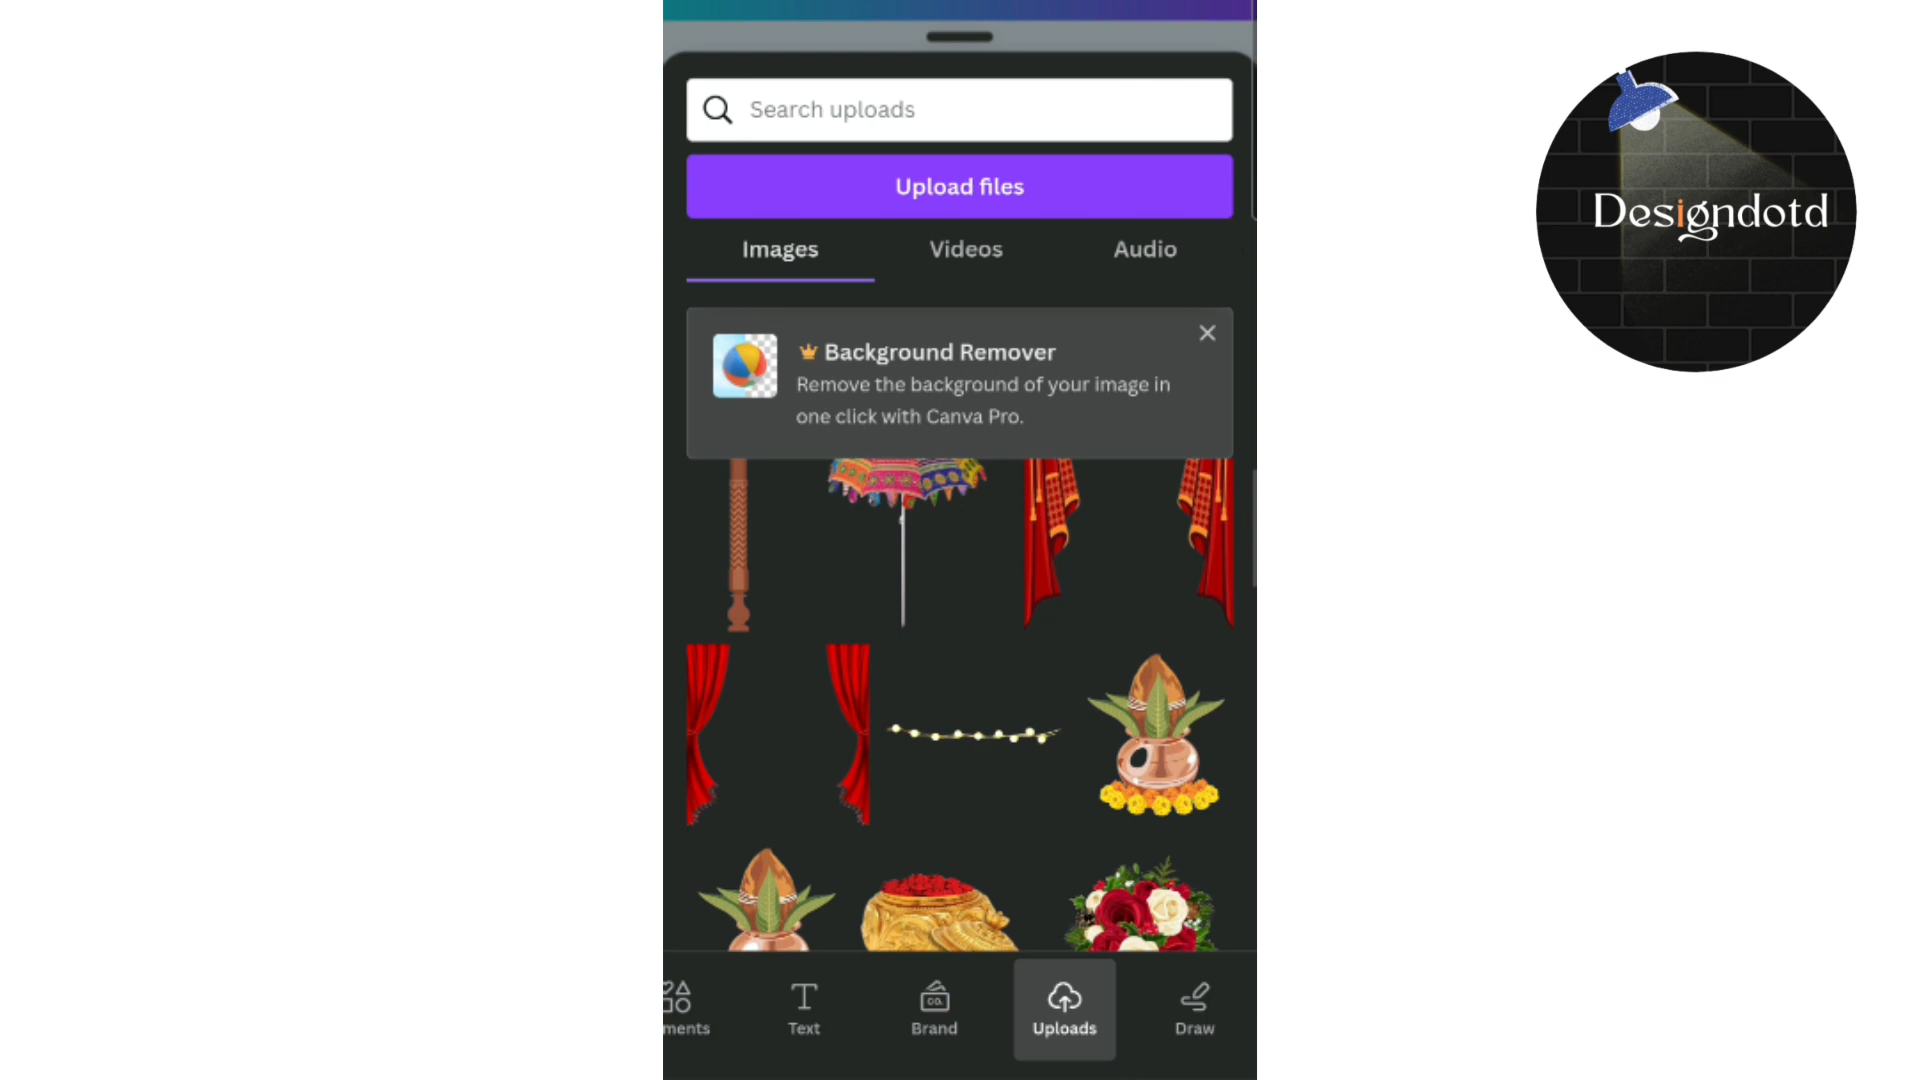 Search uploads
Upload files
Images Videos Audio
Background Remover
Remove the background of your image in
one click with Canva Pro.
ments Text Brand Uploads Draw
CO.
Designdotd